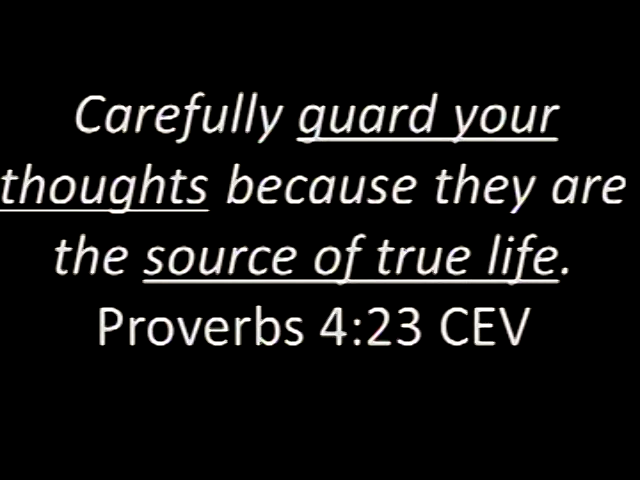 Carefully guard your
thoughts because they are
the source of true life.
Proverbs 4:23 CEV